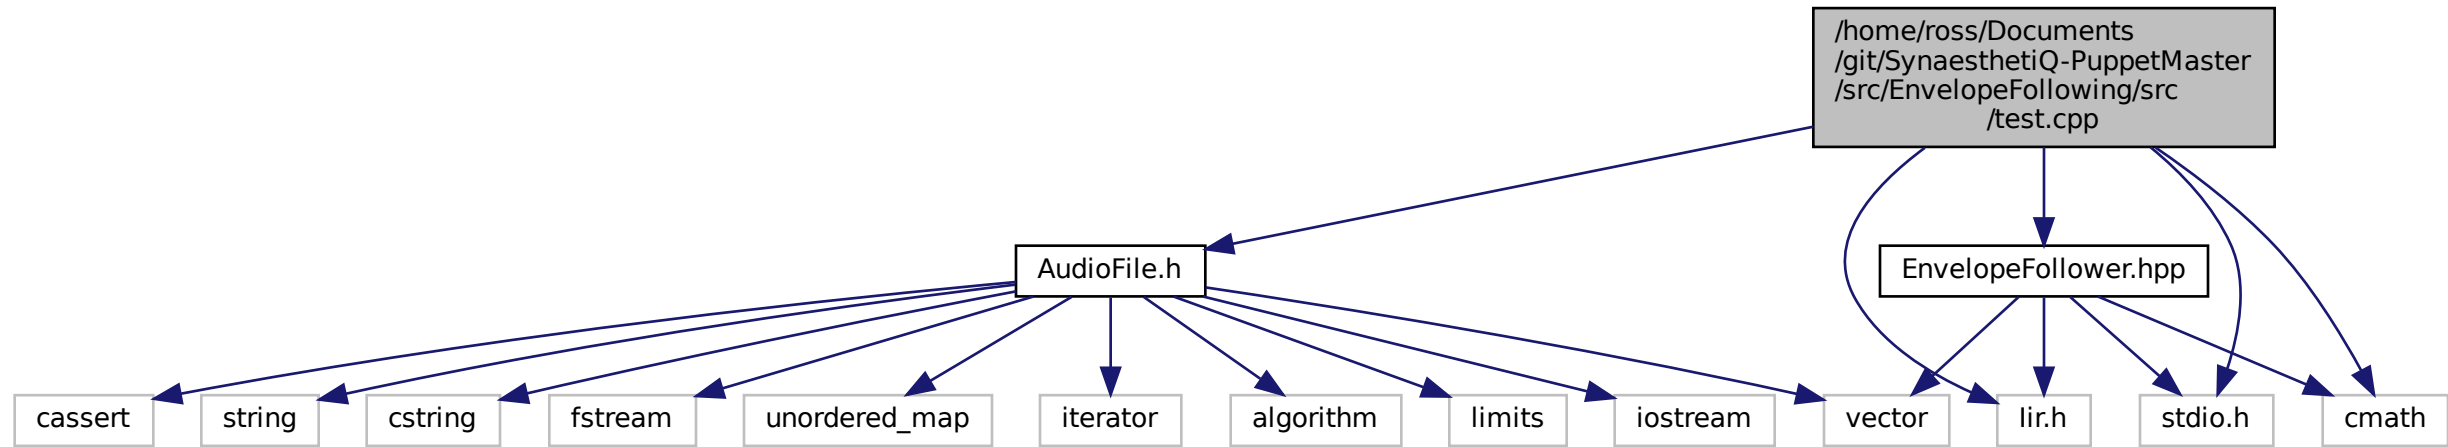 /home/ross/Documents
/git/SynaesthetiQ-PuppetMaster
/src/EnvelopeFollowing/src
/test.cpp
AudioFile.h
EnvelopeFollower.hpp
cassert
string
cstring
fstream
unordered_map
iterator
algorithm
limits
iostream
vector
Iir.h
stdio.h
cmath